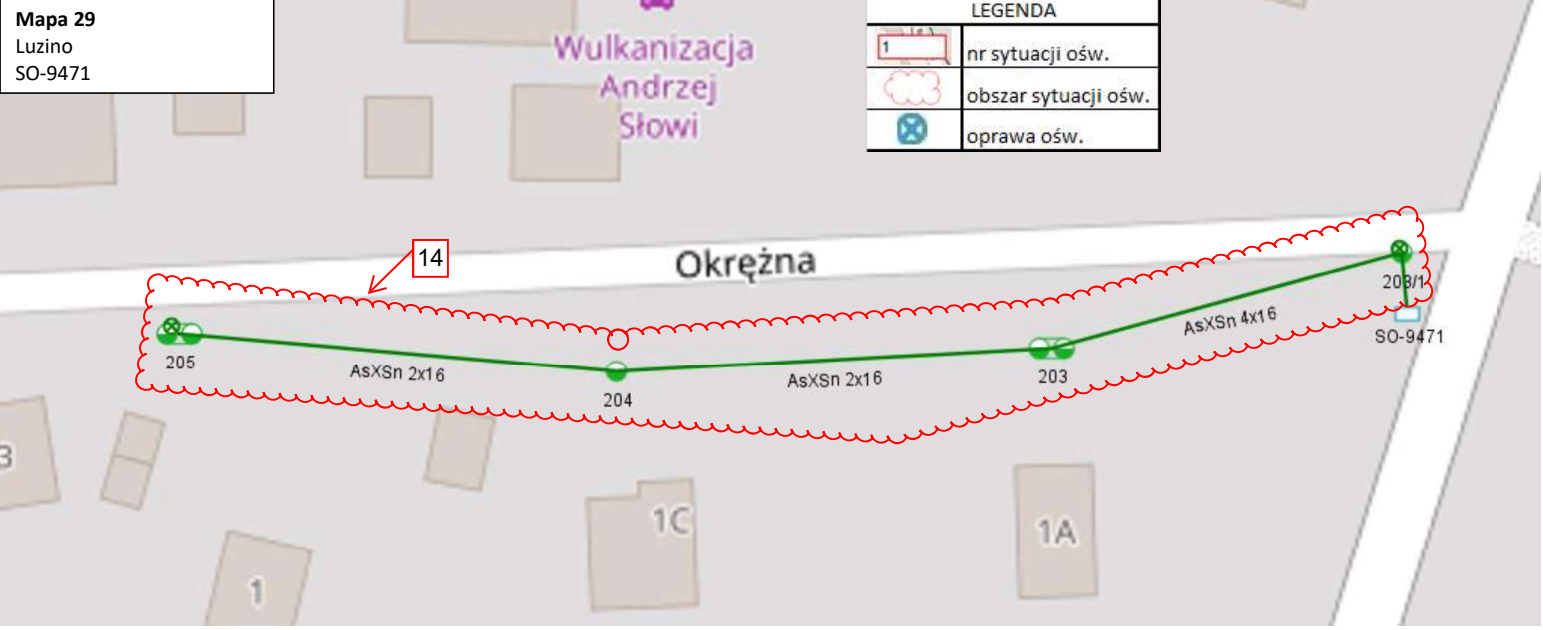 Mapa 29
Luzino
SO-9471
Wulkanizacja
Andrzej
Słowi
LEGENDA
1
nr sytuacji ośw.
obszar sytuacji ośw.
oprawa ośw.
14
Okrężna
203/1
SO-9471
AsXSn 4x16
203
AsXSn 2x16
204
AsXSn 2x16
205
3
1
1C
1A